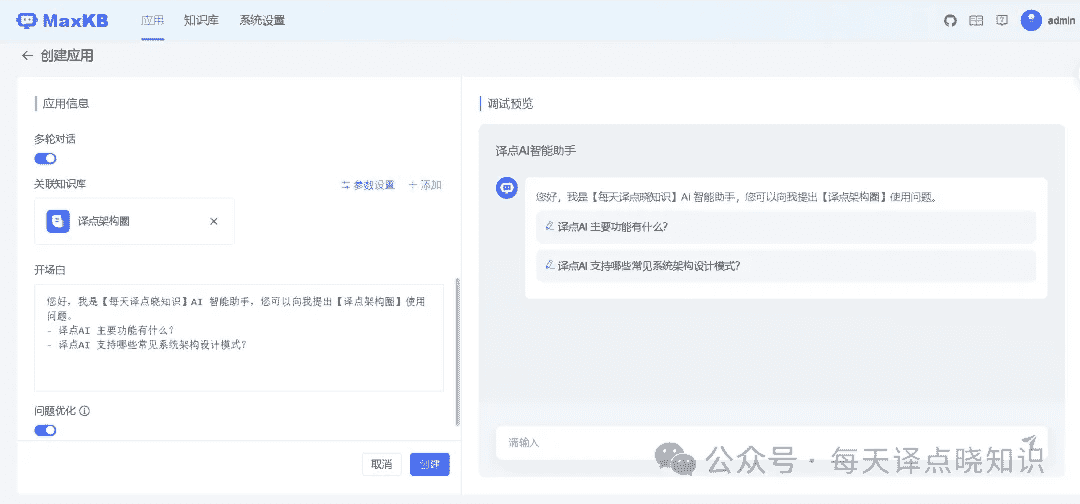 MaxKB
应用 知识库 系统设置
admin
← 创建应用
应用信息
多轮对话
关联知识库 参数设置 + 添加
译点架构圈 ×
开场白
您好，我是【每天译点晓知识】AI 智能助手，您可以向我提出【译点架构圈】使用
问题。
- 译点AI 主要功能有什么？
- 译点AI 支持哪些常见系统架构设计模式？
问题优化
取消 创建
调试预览
译点AI智能助手
您好，我是【每天译点晓知识】AI 智能助手，您可以向我提出【译点架构圈】使用问题。
译点AI 主要功能有什么？
译点AI 支持哪些常见系统架构设计模式？
请输入
公众号 · 每天译点晓知识